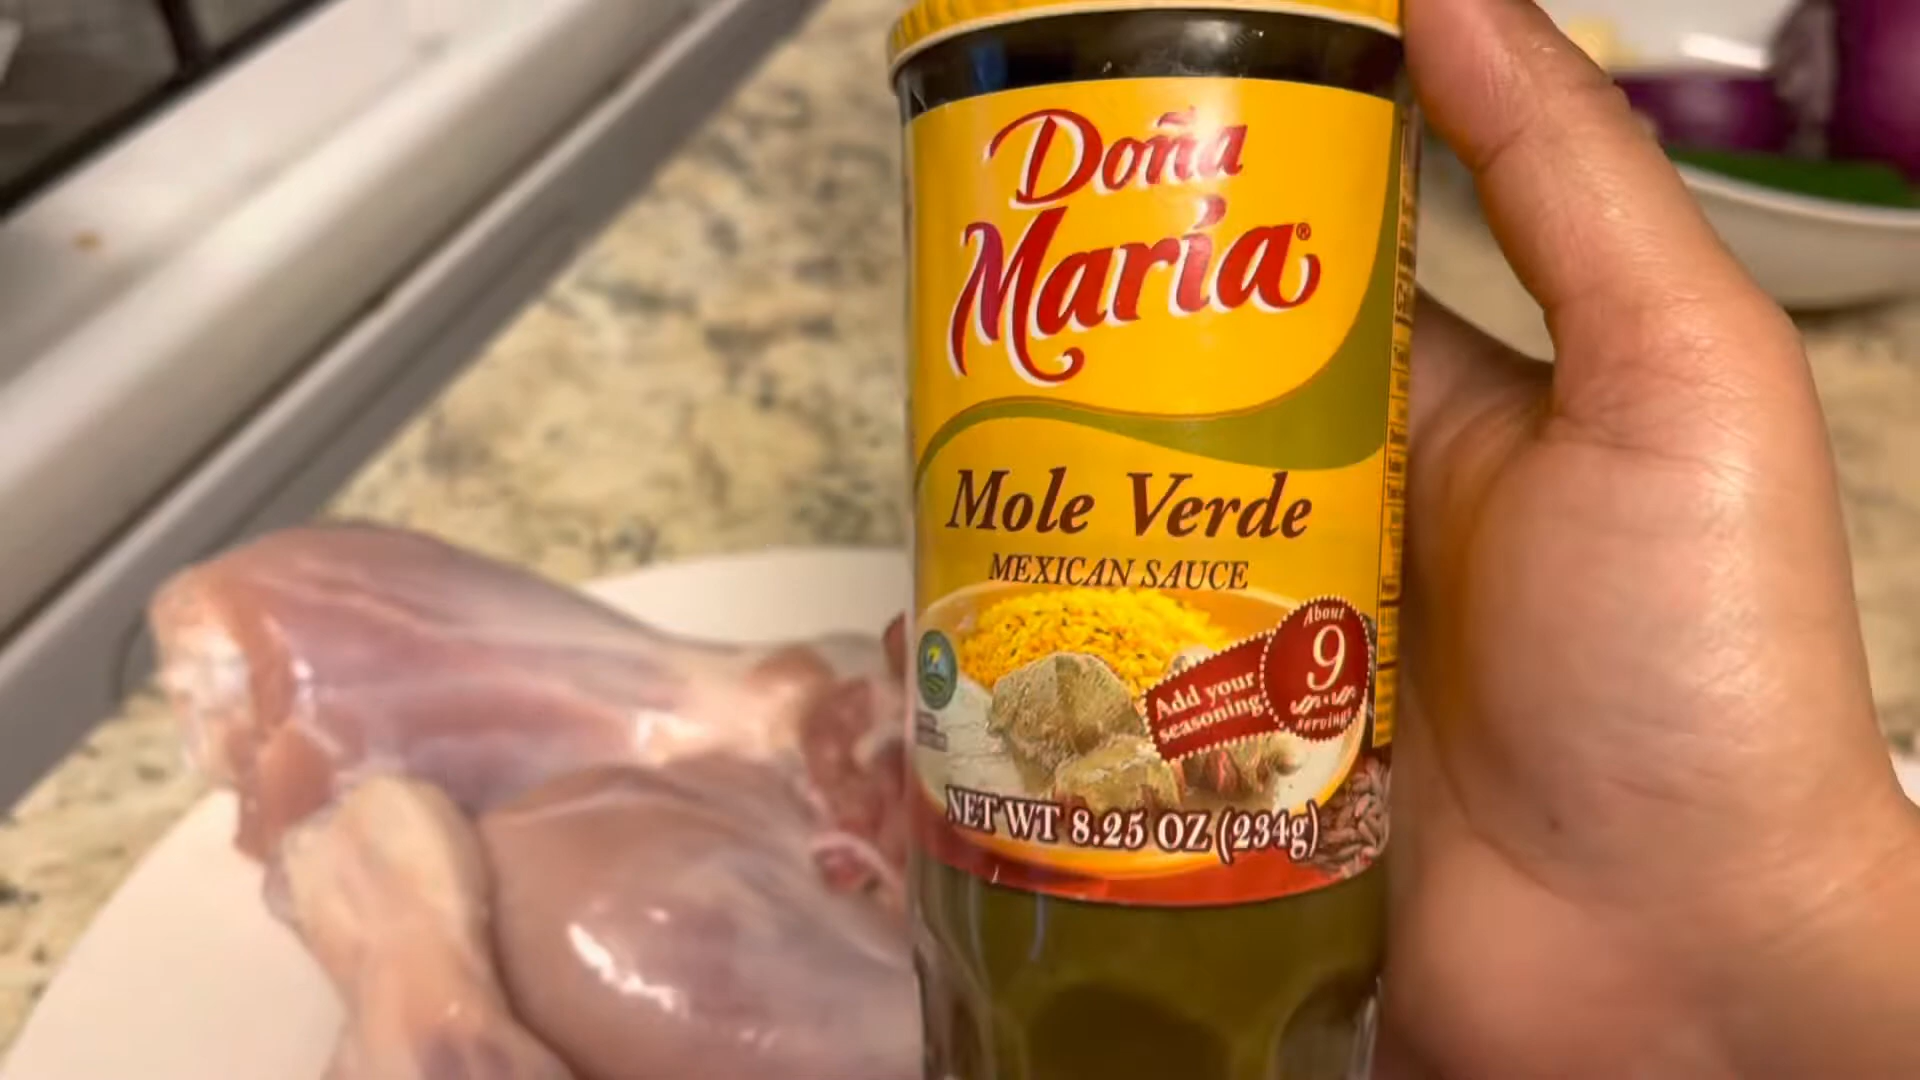 Doña
María®
Mole Verde
MEXICAN SAUCE
About
9
servings
Add your
seasoning
NET WT 8.25 OZ (234g)